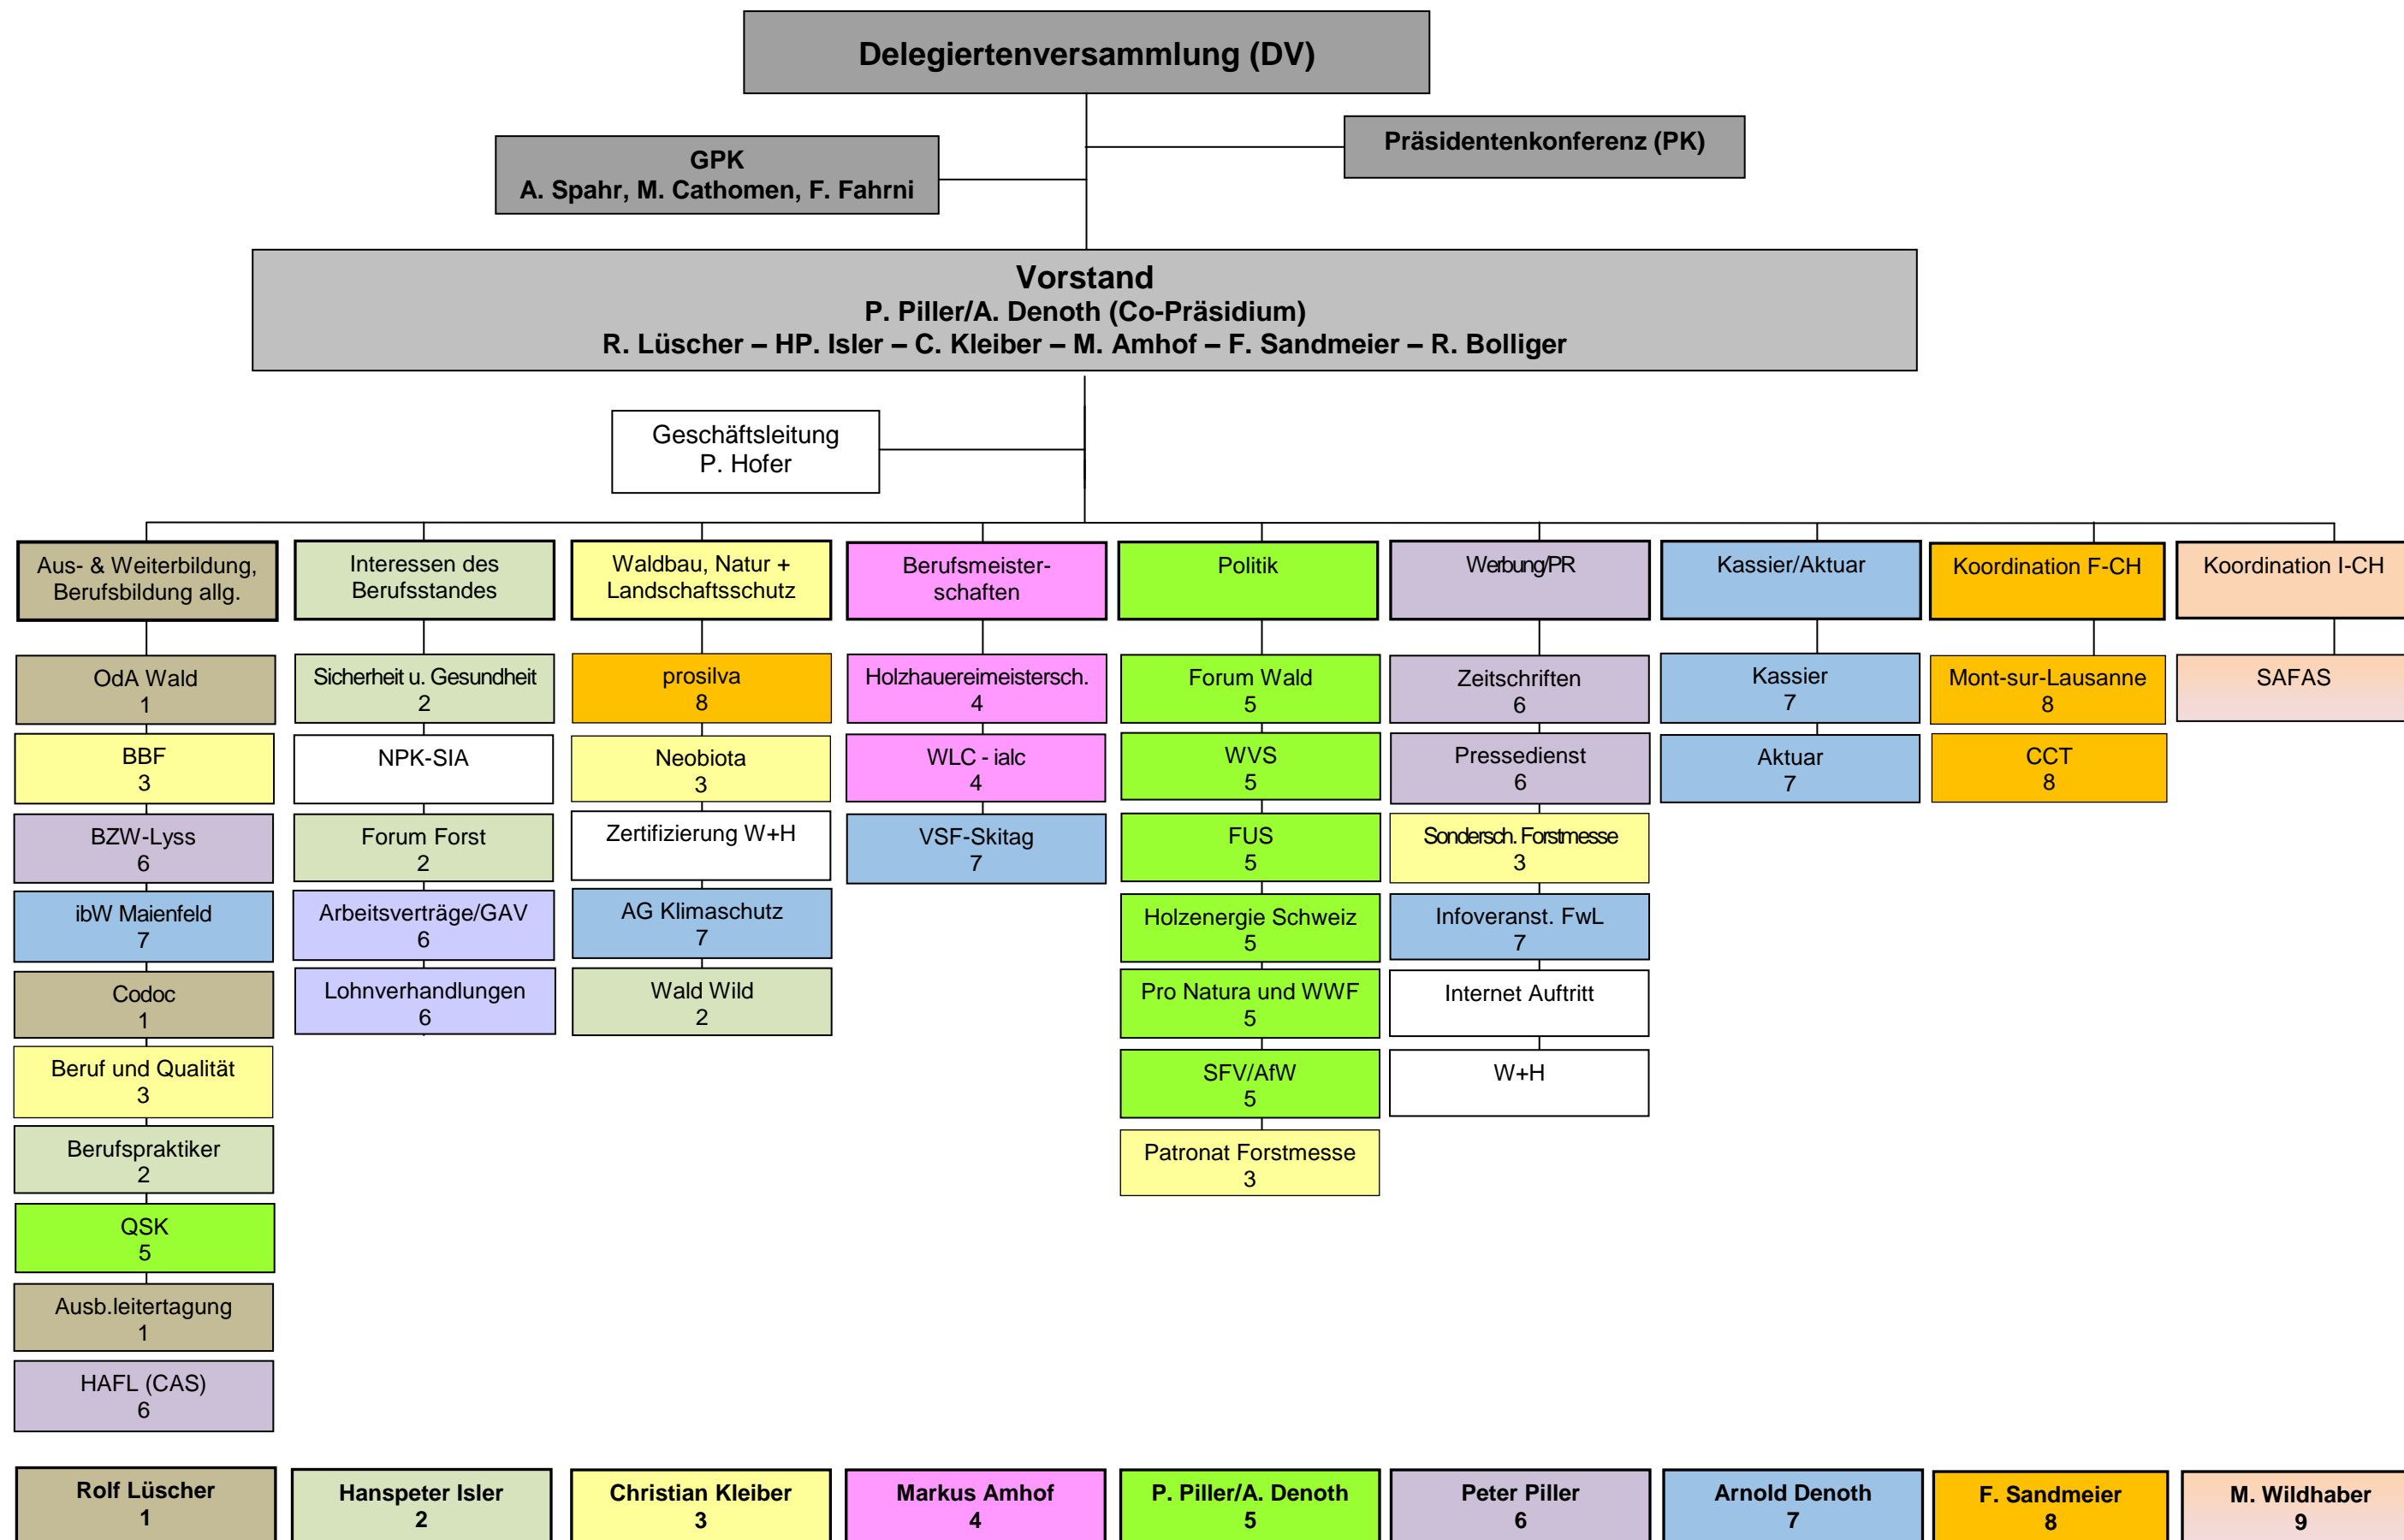 Delegiertenversammlung (DV)
Präsidentenkonferenz (PK)
GPK
A. Spahr, M. Cathomen, F. Fahrni
Vorstand
P. Piller/A. Denoth (Co-Präsidium)
R. Lüscher – HP. Isler – C. Kleiber – M. Amhof – F. Sandmeier – R. Bolliger
Geschäftsleitung
P. Hofer
Aus- & Weiterbildung,
Berufsbildung allg.
OdA Wald
1
BBF
3
BZW-Lyss
6
ibW Maienfeld
7
Codoc
1
Beruf und Qualität
3
Berufspraktiker
2
QSK
5
Ausb.leitertagung
1
HAFL (CAS)
6
Interessen des
Berufsstandes
Sicherheit u. Gesundheit
2
NPK-SIA
Forum Forst
2
Arbeitsverträge/GAV
6
Lohnverhandlungen
6
Waldbau, Natur +
Landschaftsschutz
prosilva
8
Neobiota
3
Zertifizierung W+H
AG Klimaschutz
7
Wald Wild
2
Berufsmeister-
schaften
Holzhauereimeistersch.
4
WLC - ialc
4
VSF-Skitag
7
Politik
Forum Wald
5
WVS
5
FUS
5
Holzenergie Schweiz
5
Pro Natura und WWF
5
SFV/AfW
5
Patronat Forstmesse
3
Werbung/PR
Zeitschriften
6
Pressedienst
6
Sondersch. Forstmesse
3
Infoveranst. FwL
7
Internet Auftritt
W+H
Kassier/Aktuar
Kassier
7
Aktuar
7
Koordination F-CH
Mont-sur-Lausanne
8
CCT
8
Koordination I-CH
SAFAS
Rolf Lüscher
1
Hanspeter Isler
2
Christian Kleiber
3
Markus Amhof
4
P. Piller/A. Denoth
5
Peter Piller
6
Arnold Denoth
7
F. Sandmeier
8
M. Wildhaber
9